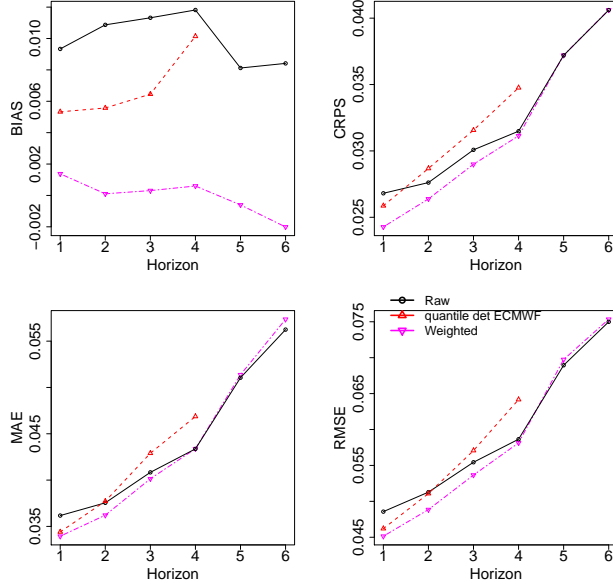 BIAS
0.010
0.006
0.002
−0.002
1 2 3 4 5 6
Horizon
CRPS
0.040
0.035
0.030
0.025
1 2 3 4 5 6
Horizon
MAE
0.055
0.045
0.035
1 2 3 4 5 6
Horizon
Raw
quantile det ECMWF
Weighted
RMSE
0.075
0.065
0.055
0.045
1 2 3 4 5 6
Horizon